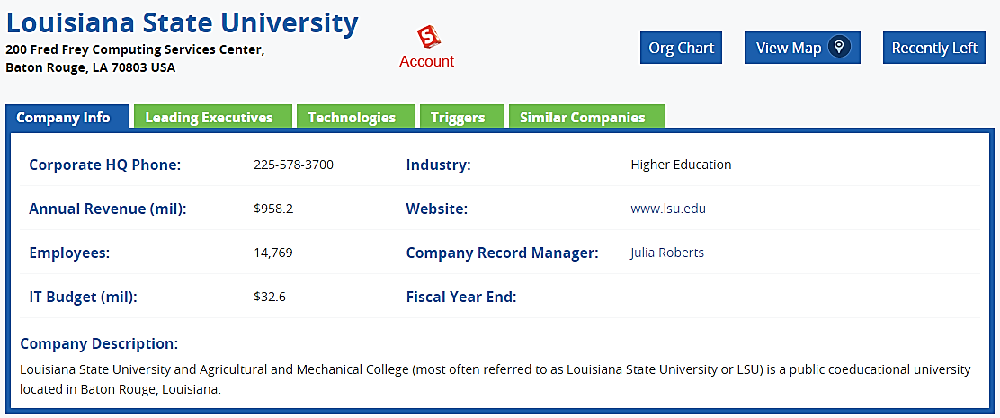 Louisiana State University
200 Fred Frey Computing Services Center,
Baton Rouge, LA 70803 USA
S
Account
Org Chart
View Map
Recently Left
Company Info
Leading Executives
Technologies
Triggers
Similar Companies
Corporate HQ Phone: 225-578-3700 Industry: Higher Education
Annual Revenue (mil): $958.2 Website: www.lsu.edu
Employees: 14,769 Company Record Manager: Julia Roberts
IT Budget (mil): $32.6 Fiscal Year End:
Company Description:
Louisiana State University and Agricultural and Mechanical College (most often referred to as Louisiana State University or LSU) is a public coeducational university
located in Baton Rouge, Louisiana.